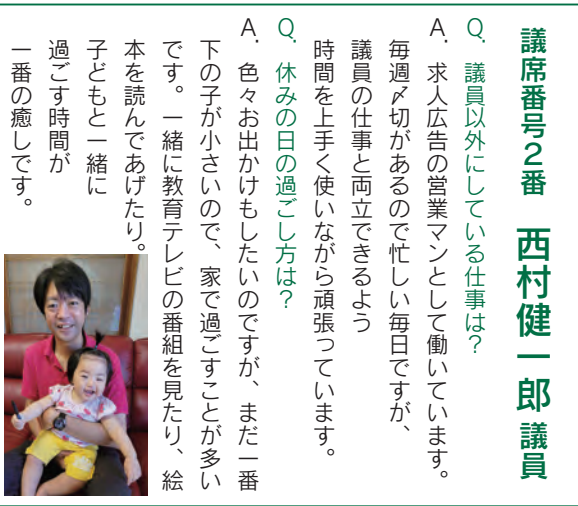 議席番号2番　西村健一郎 議員
Q. 議員以外にしている仕事は？
A. 求人広告の営業マンとして働いています。
毎週〆切があるので忙しい毎日ですが、
議員の仕事と両立できるよう
時間を上手く使いながら頑張っています。
Q. 休みの日の過ごし方は？
A. 色々お出かけもしたいのですが、まだ一番
下の子が小さいので、家で過ごすことが多い
です。一緒に教育テレビの番組を見たり、絵
本を読んであげたり。
子どもと一緒に
過ごす時間が
一番の癒しです。